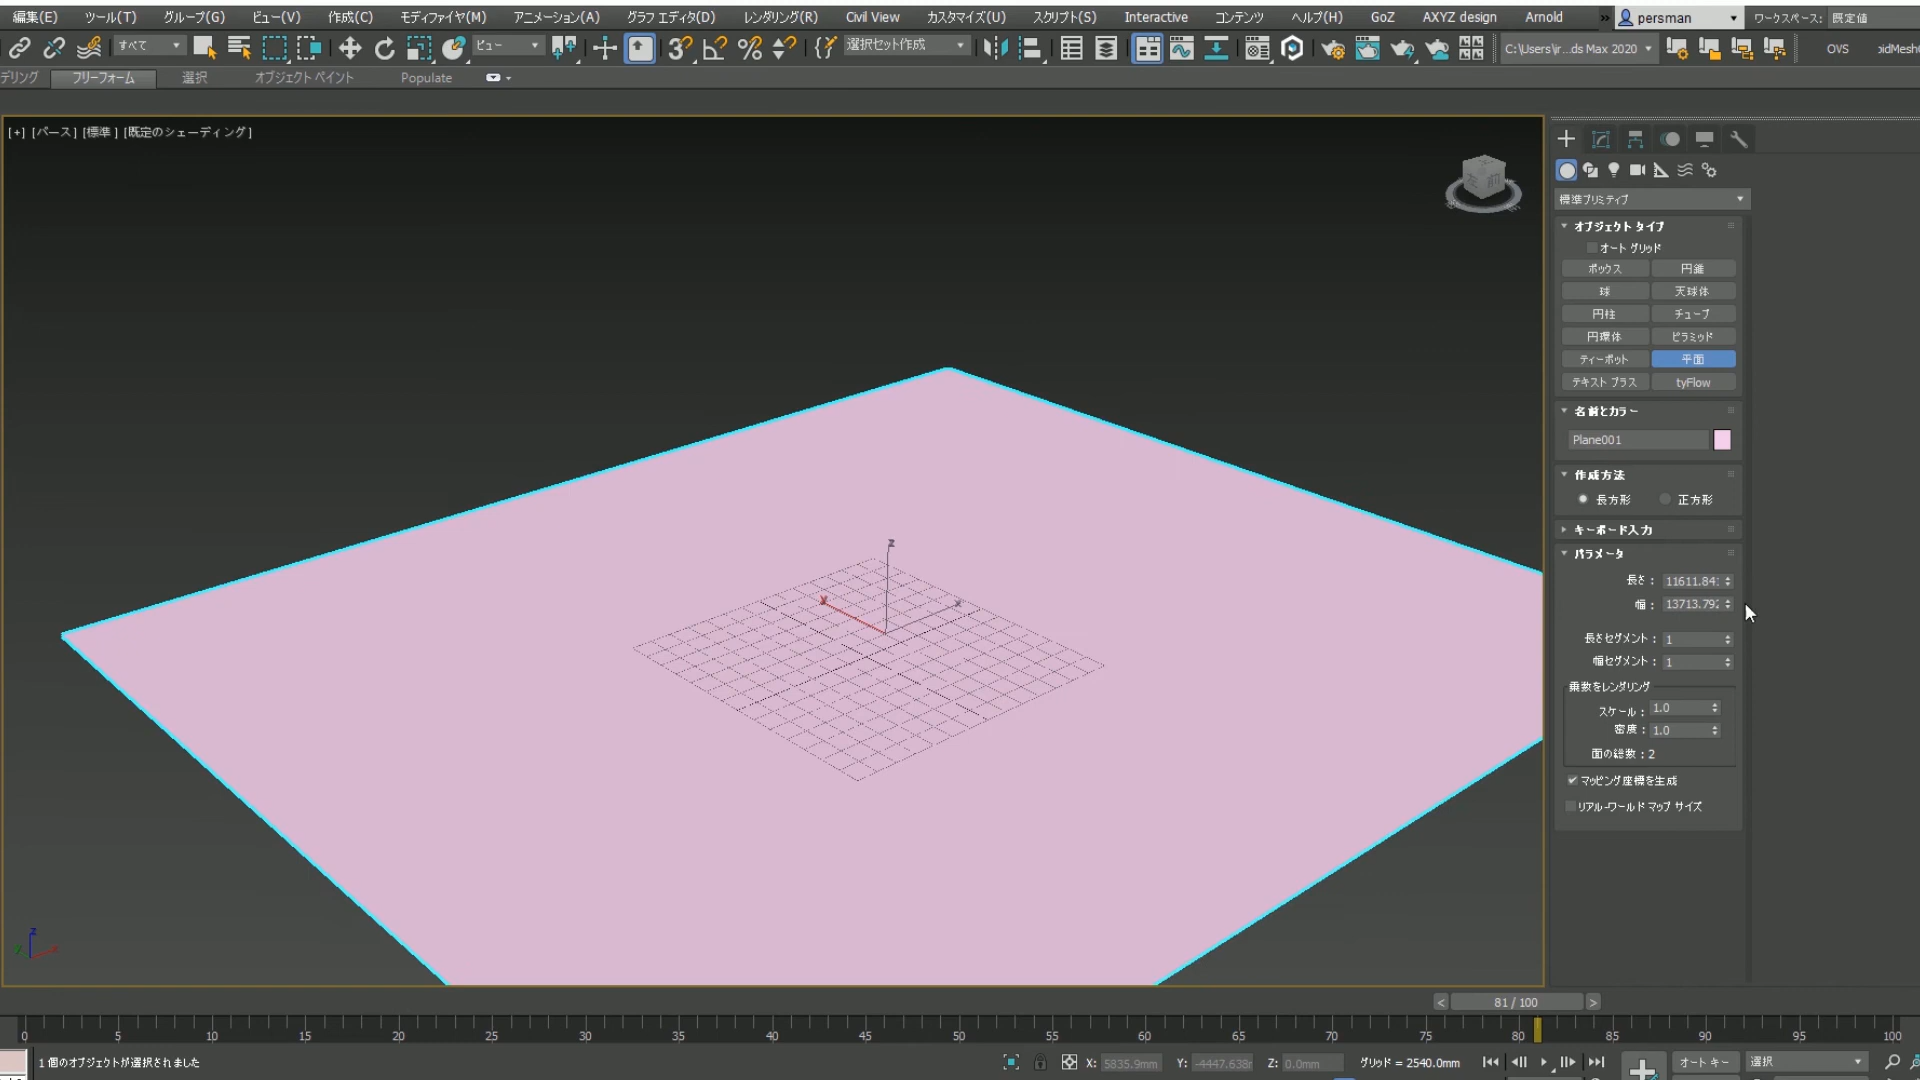 編集(E) ツール(T) グループ(G) ビュー(V) 作成(C) モディファイヤ(M) アニメーション(A) グラフ エディタ(D) レンダリング(R) Civil View カスタマイズ(U) スクリプト(S) Interactive コンテンツ ヘルプ(H) GoZ AXYZ design Arnold » persman ワークスペース: 既定値
すべて ビュー 選択セット作成 C:\Users\r...ds Max 2020 OVS oidMesh
デリング フリーフォーム 選択 オブジェクト ペイント Populate
[+] [パース] [標準 ] [既定のシェーディング ]
標準プリミティブ
オブジェクト タイプ
オート グリッド
ボックス 円錐
球 天球体
円柱 チューブ
円環体 ピラミッド
ティーポット 平面
テキスト プラス tyFlow
名前とカラー
Plane001
作成方法
長方形 正方形
キーボード入力
パラメータ
長さ : 11611.841
幅 : 13713.792
長さセグメント : 1
幅セグメント : 1
乗数をレンダリング
スケール : 1.0
密度 : 1.0
面の総数 : 2
マッピング座標を生成
リアル-ワールド マップ サイズ
左 前
z
y x
z
y x
< 81 / 100 >
0 5 10 15 20 25 30 35 40 45 50 55 60 65 70 75 80 85 90 95 100
1 個のオブジェクトが選択されました X: 5835.9mm Y: -4447.638 Z: 0.0mm グリッド = 2540.0mm オート キー 選択